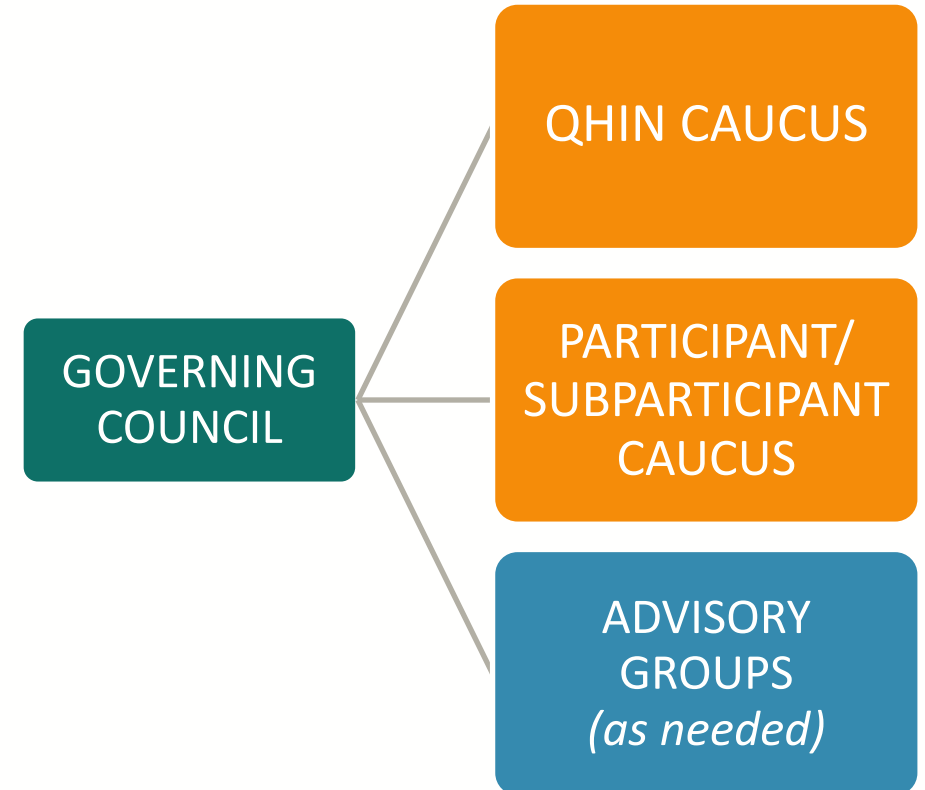 QHIN CAUCUS
GOVERNING
COUNCIL
PARTICIPANT/
SUBPARTICIPANT
CAUCUS
ADVISORY
GROUPS
(as needed)